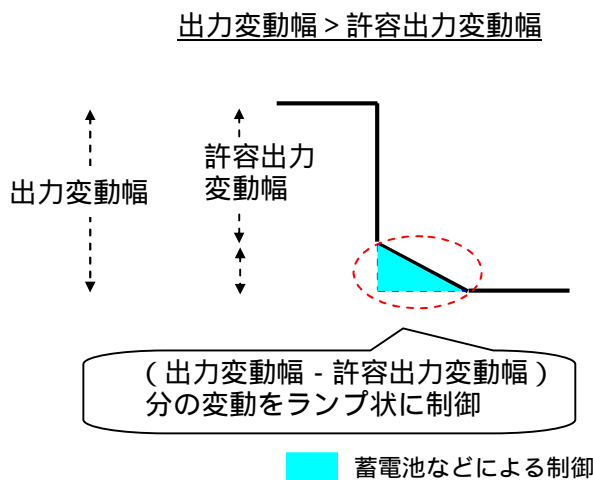 出力変動幅 > 許容出力変動幅
許容出力
変動幅
出力変動幅
( 出力変動幅 - 許容出力変動幅 )
分の変動をランプ状に制御
蓄電池などによる制御